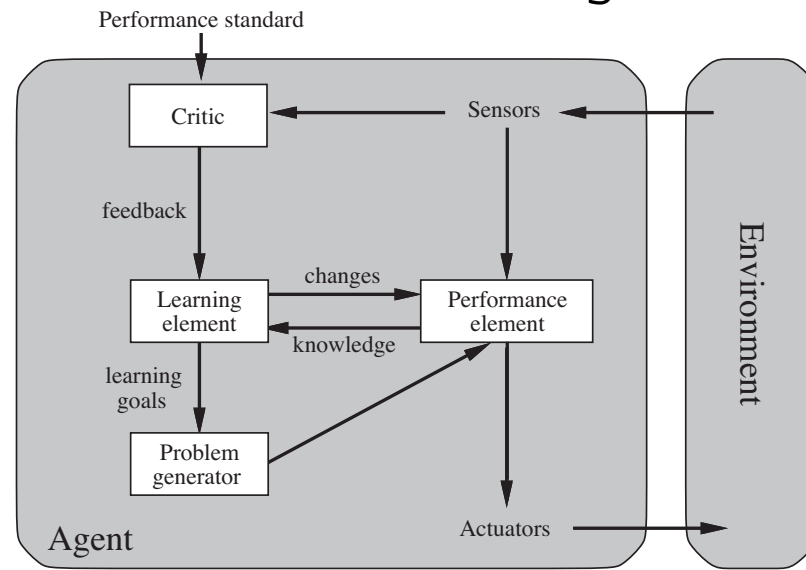 Performance standard
Critic
Sensors
feedback
changes
Learning
element
Performance
element
knowledge
learning
goals
Problem
generator
Agent
Actuators
Environment